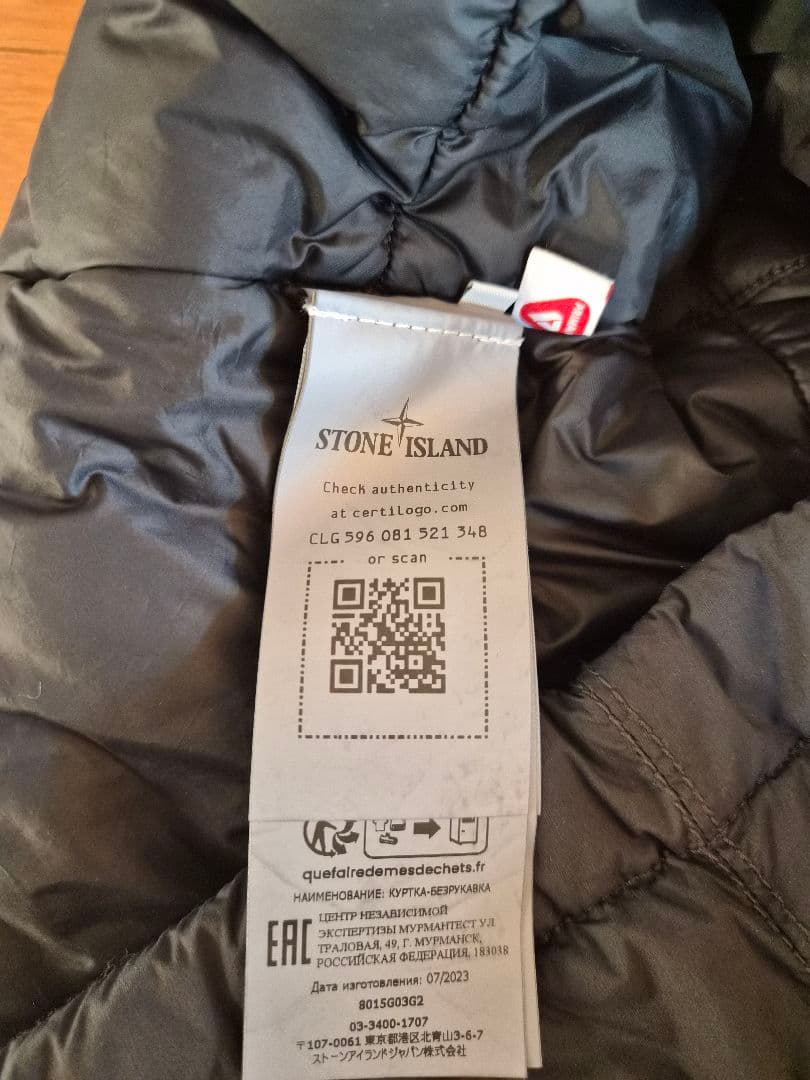 STONE ISLAND
Check authenticity
at certilogo.com
CLG 596 081 521 348
or scan
quefairedemesdechets.fr
НАИМЕНОВАНИЕ: КУРТКА-БЕЗРУКАВКА
EAC
ЦЕНТР НЕЗАВИСИМОЙ
ЭКСПЕРТИЗЫ МУРМАНТЕСТ УЛ
ТРАЛОВАЯ, 49, Г. МУРМАНСК,
РОССИЙСКАЯ ФЕДЕРАЦИЯ, 183038
Дата изготовления: 07/2023
8015G03G2
03-3400-1707
〒107-0061 東京都港区北青山3-6-7
ストーンアイランドジャパン株式会社